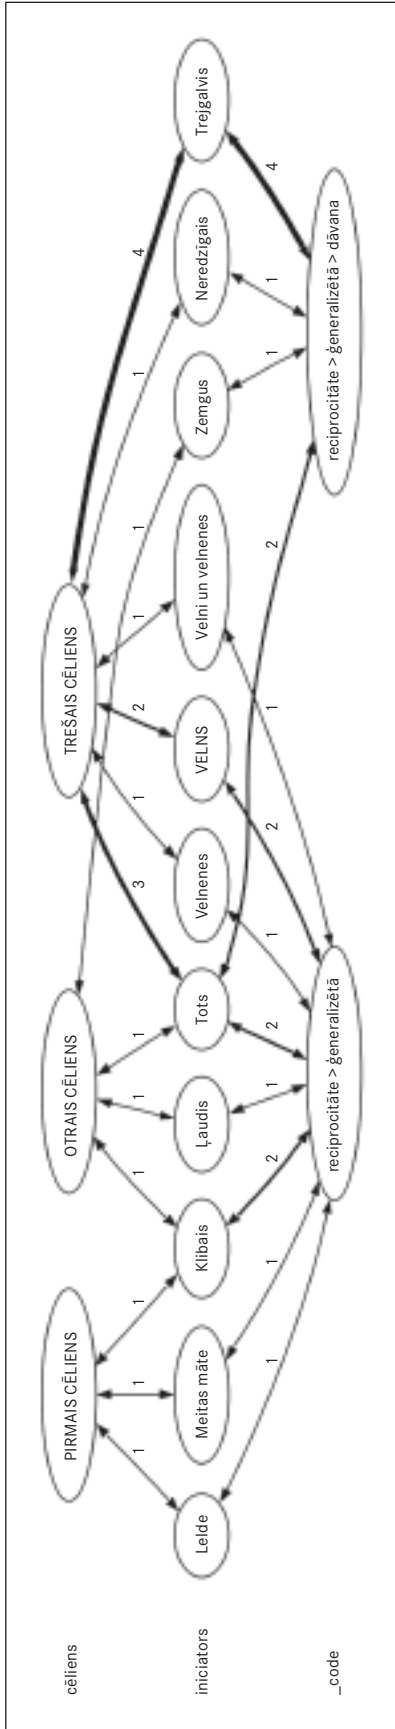 cēliens
PIRMAIS CĒLIENS
OTRAIS CĒLIENS
TREŠAIS CĒLIENS
1
1
1
1
1
1
3
1
2
1
1
1
4
iniciators
Lelde
Meitas māte
Klibais
Ļaudis
Tots
Velnenes
VELNS
Velni un velnenes
Zemgus
Neredzīgais
Trejgalvis
1
1
2
1
2
1
2
1
2
1
1
4
_code
reciprocitāte > ģeneralizētā
reciprocitāte > ģeneralizētā > dāvana